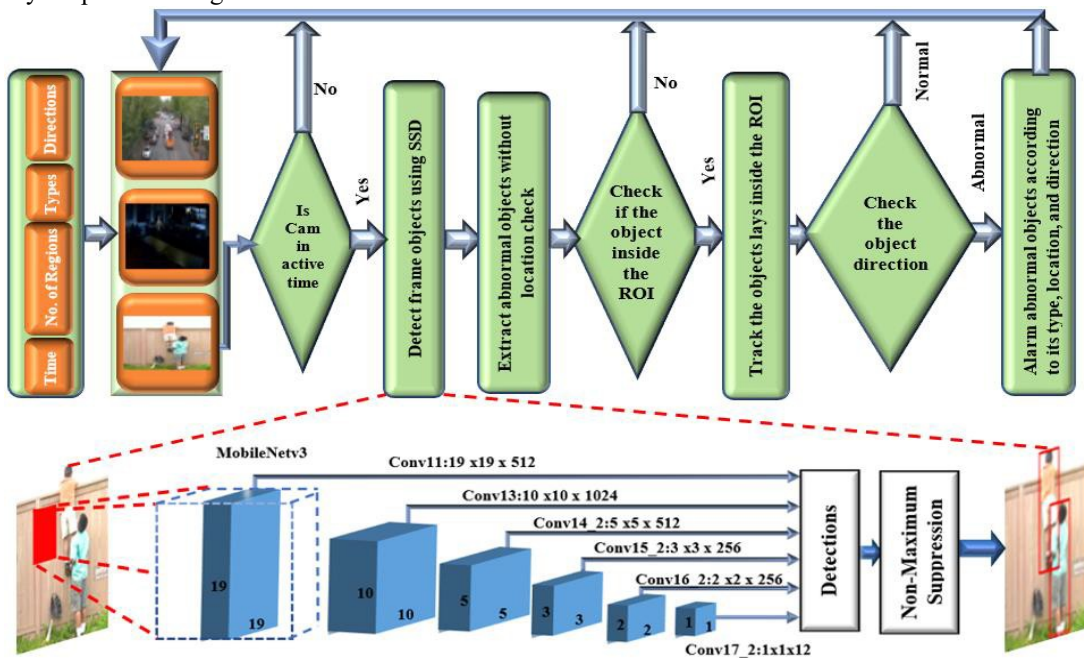 Directions
Types
No. of Regions
Time
No
Is
Cam
in
active
time
Yes
Detect frame objects using SSD
Extract abnormal objects without
location check
No
Check
if the
object
inside
the
ROI
Yes
Track the objects lays inside the ROI
Normal
Check
the
object
direction
Abnormal
Alarm abnormal objects according
to its type, location, and direction
MobileNetv3
Conv11:19 x19 x 512
Conv13:10 x10 x 1024
Conv14_2:5 x5 x 512
Conv15_2:3 x3 x 256
Conv16_2:2 x2 x 256
Conv17_2:1x1x12
19
19
10
10
5
5
3
3
2
2
1
1
Detections
Non-Maximum
Suppression